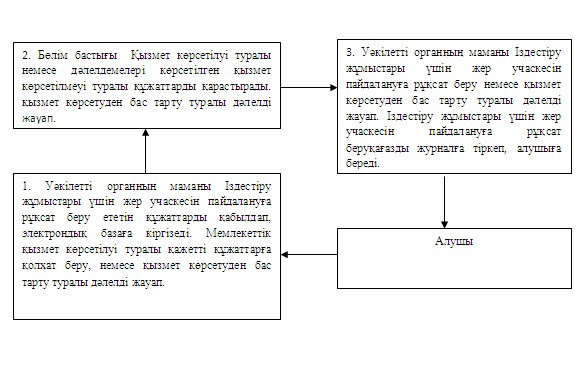 2. Бөлім бастығы Қызмет көрсетілуі туралы
немесе дәлелдемелері көрсетілген қызмет
көрсетілмеуі туралы құжаттарды қарастырады.
қызмет көрсетуден бас тарту туралы дәлелді
жауап.
3. Уәкілетті органның маманы Іздестіру
жұмыстары үшін жер учаскесін
пайдалануға рұқсат беру немесе қызмет
көрсетуден бас тарту туралы дәлелді
жауап. Іздестіру жұмыстары үшін жер
учаскесін пайдалануға рұқсат
беруқағазды журналға тіркеп, алушыға
береді.
1. Уәкілетті органның маманы Іздестіру
жұмыстары үшін жер учаскесін пайдалануға
рұқсат беру ететін құжаттарды қабылдап,
электрондық базаға кіргізеді. Мемлекеттік
қызмет көрсетілуі туралы қажетті құжаттарға
қолхат беру, немесе қызмет көрсетуден бас
тарту туралы дәлелді жауап.
Алушы